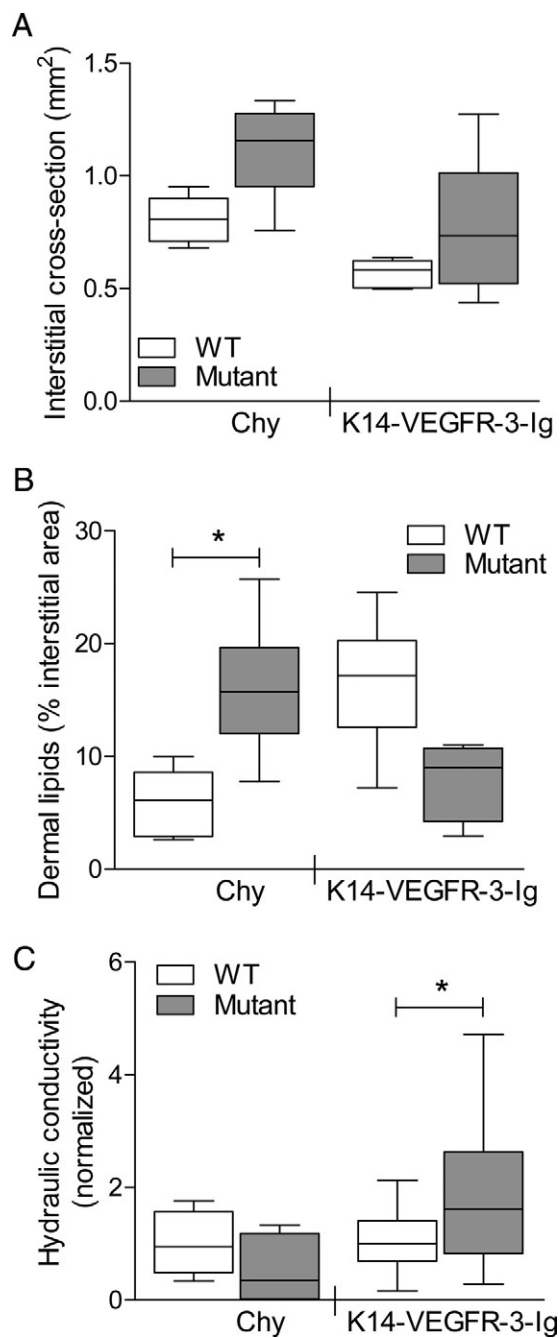 A
Interstitial cross-section (mm²)
1.5
1.0
0.5
0.0
WT
Mutant
Chy
K14-VEGFR-3-Ig
B
Dermal lipids (% interstitial area)
30
20
10
0
*
WT
Mutant
Chy
K14-VEGFR-3-Ig
C
Hydraulic conductivity
(normalized)
6
4
2
0
WT
Mutant
*
Chy
K14-VEGFR-3-Ig